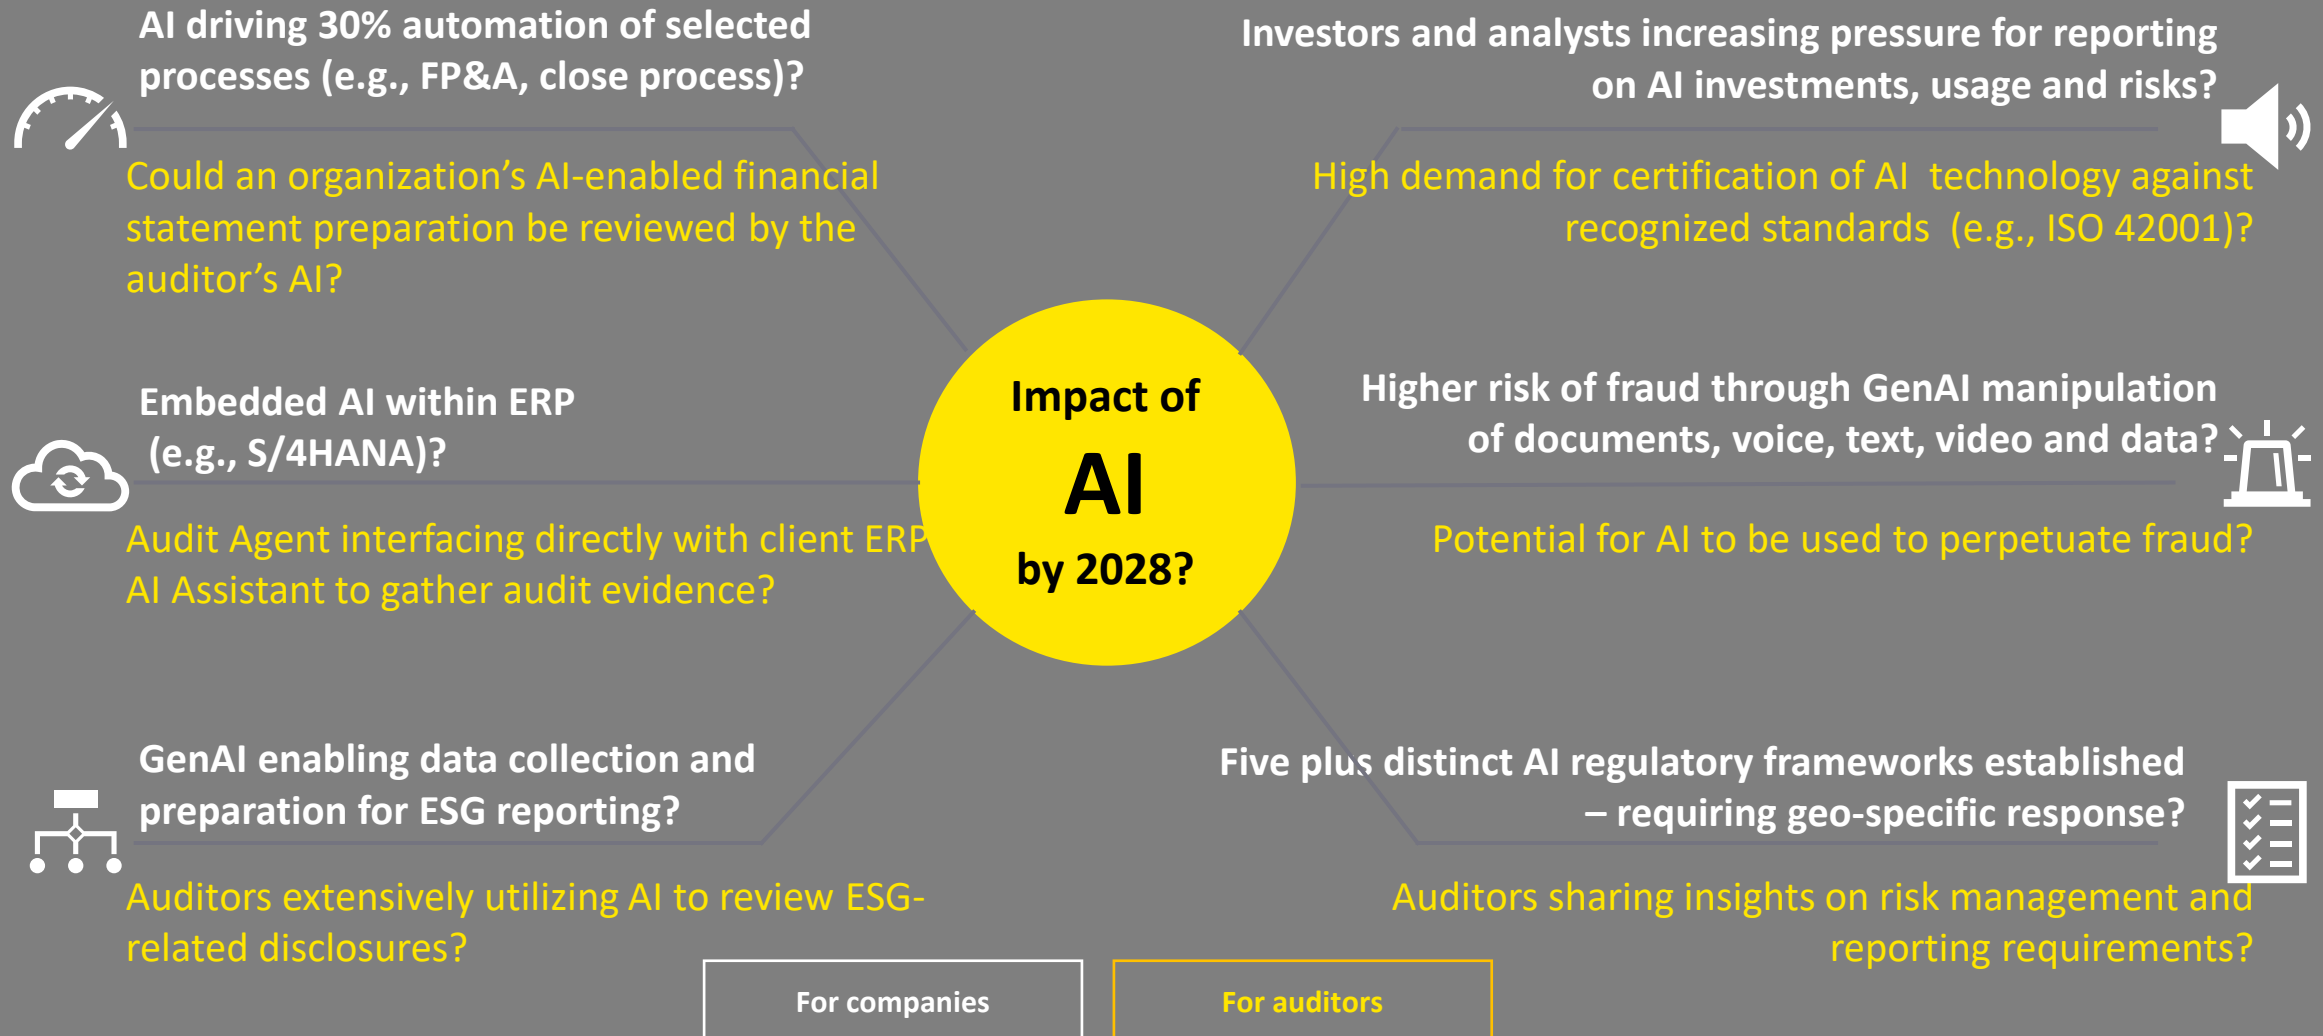 AI driving 30% automation of selected
processes (e.g., FP&A, close process)?
Could an organization’s AI-enabled financial
statement preparation be reviewed by the
auditor’s AI?
Embedded AI within ERP
(e.g., S/4HANA)?
Audit Agent interfacing directly with client ERP
AI Assistant to gather audit evidence?
GenAI enabling data collection and
preparation for ESG reporting?
Auditors extensively utilizing AI to review ESG-
related disclosures?
Impact of
AI
by 2028?
Investors and analysts increasing pressure for reporting
on AI investments, usage and risks?
High demand for certification of AI  technology against
recognized standards  (e.g., ISO 42001)?
Higher risk of fraud through GenAI manipulation
of documents, voice, text, video and data?
Potential for AI to be used to perpetuate fraud?
Five plus distinct AI regulatory frameworks established
– requiring geo-specific response?
Auditors sharing insights on risk management and
reporting requirements?
For companies
For auditors